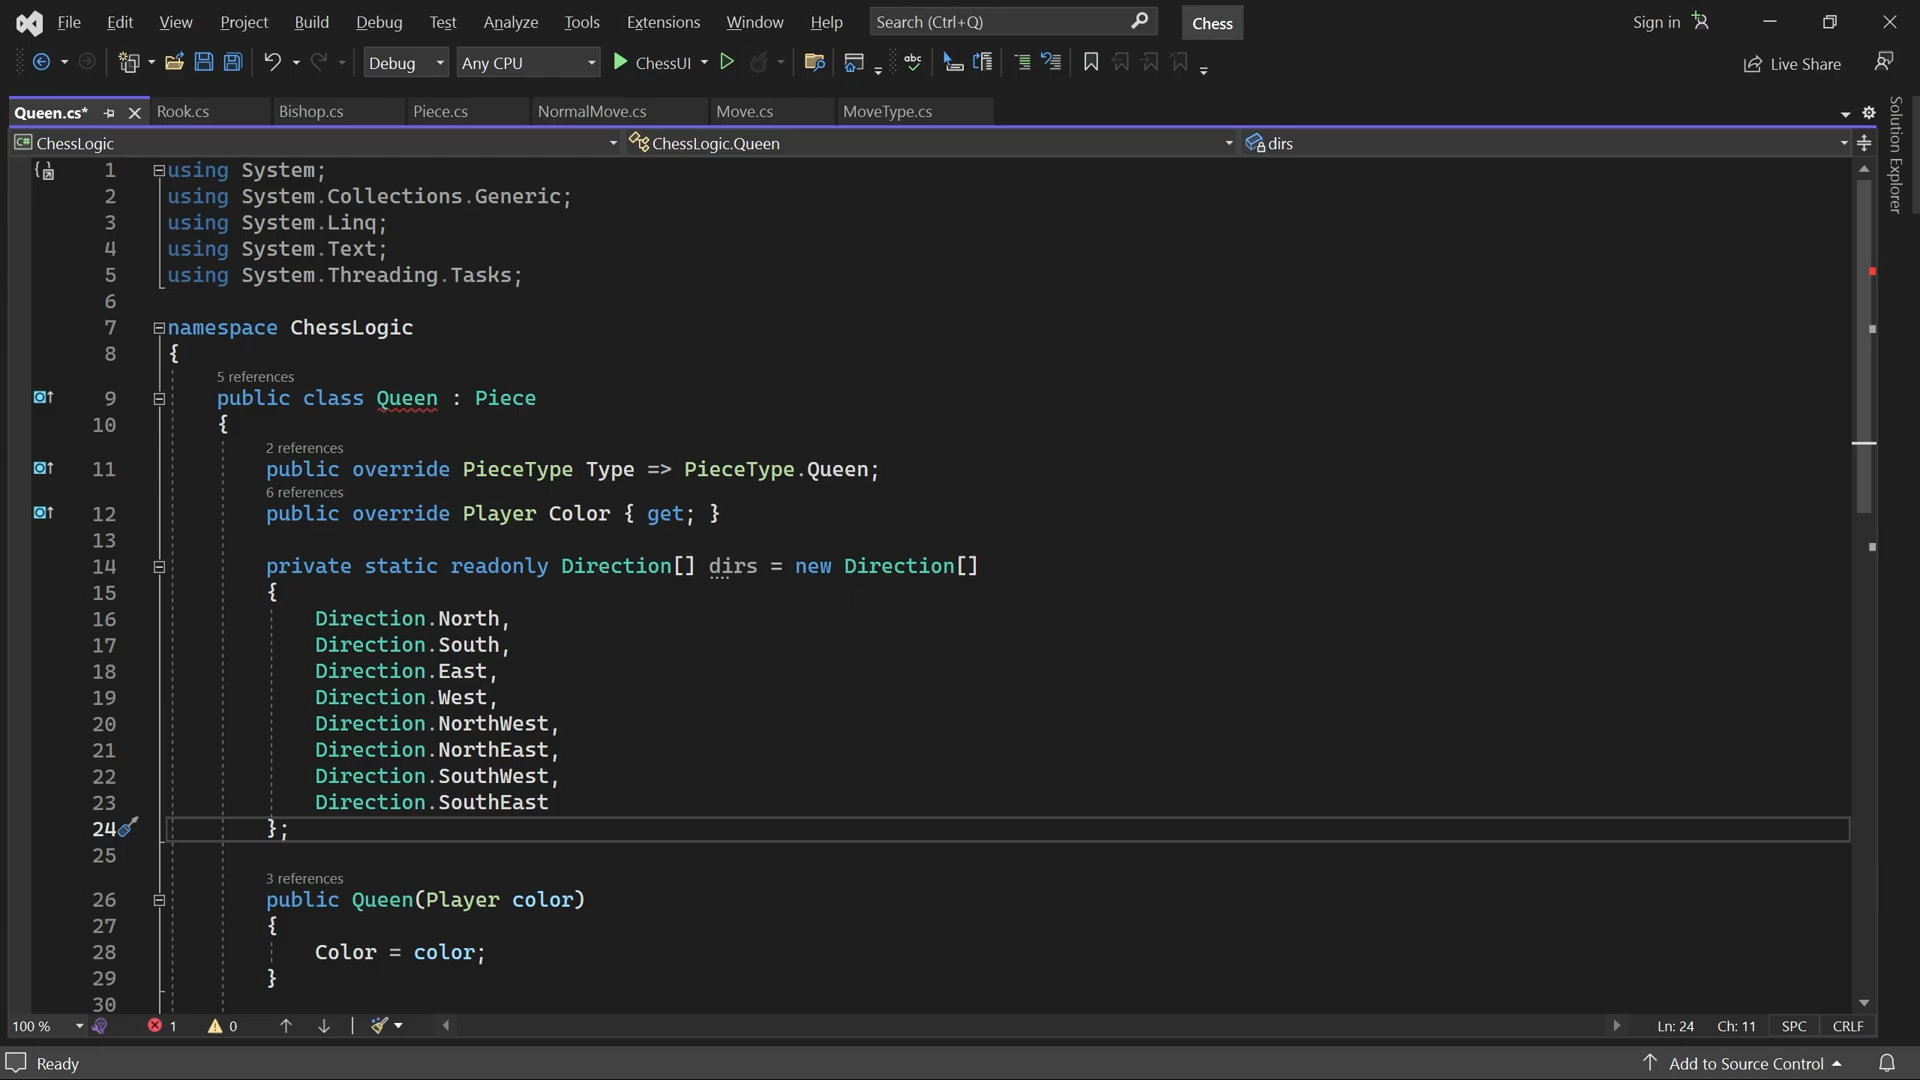 File Edit View Project Build Debug Test Analyze Tools Extensions Window Help Search (Ctrl+Q) Chess Sign in
Debug Any CPU ChessUI abc Live Share
Queen.cs* Rook.cs Bishop.cs Piece.cs NormalMove.cs Move.cs MoveType.cs
Solution Explorer
C# ChessLogic ChessLogic.Queen dirs
1 using System;
2 using System.Collections.Generic;
3 using System.Linq;
4 using System.Text;
5 using System.Threading.Tasks;
6
7 namespace ChessLogic
8 {
5 references
9 public class Queen : Piece
10 {
2 references
11 public override PieceType Type => PieceType.Queen;
6 references
12 public override Player Color { get; }
13
14 private static readonly Direction[] dirs = new Direction[]
15 {
16 Direction.North,
17 Direction.South,
18 Direction.East,
19 Direction.West,
20 Direction.NorthWest,
21 Direction.NorthEast,
22 Direction.SouthWest,
23 Direction.SouthEast
24 };
25
3 references
26 public Queen(Player color)
27 {
28 Color = color;
29 }
30
100 % 1 0 Ln: 24 Ch: 11 SPC CRLF
Ready Add to Source Control